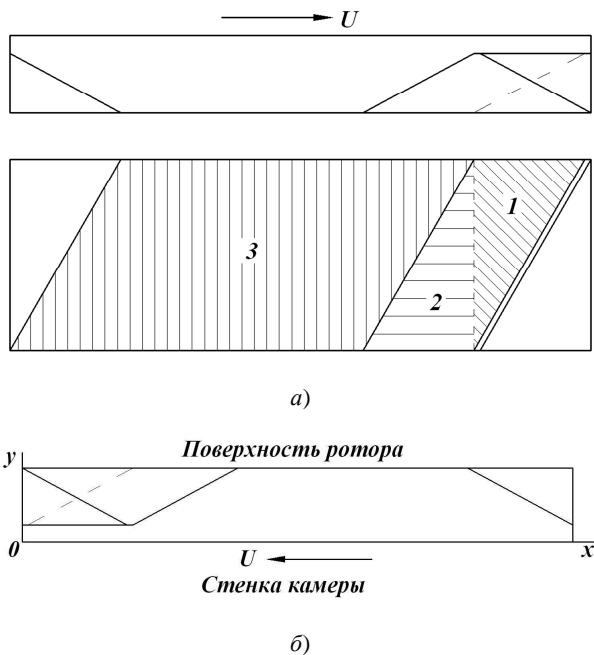 U
1
3
2
а)
y
Поверхность ротора
0
U
x
Стенка камеры
б)